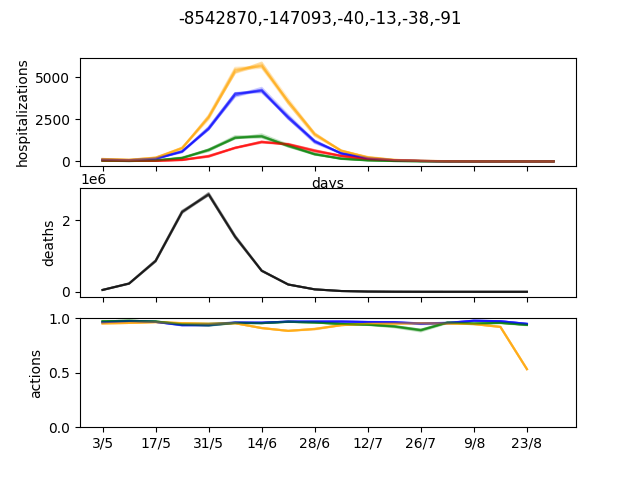 -8542870,-147093,-40,-13,-38,-91
hospitalizations
5000
2500
0
days
1e6
deaths
2
0
actions
1.0
0.5
0.0
3/5 17/5 31/5 14/6 28/6 12/7 26/7 9/8 23/8